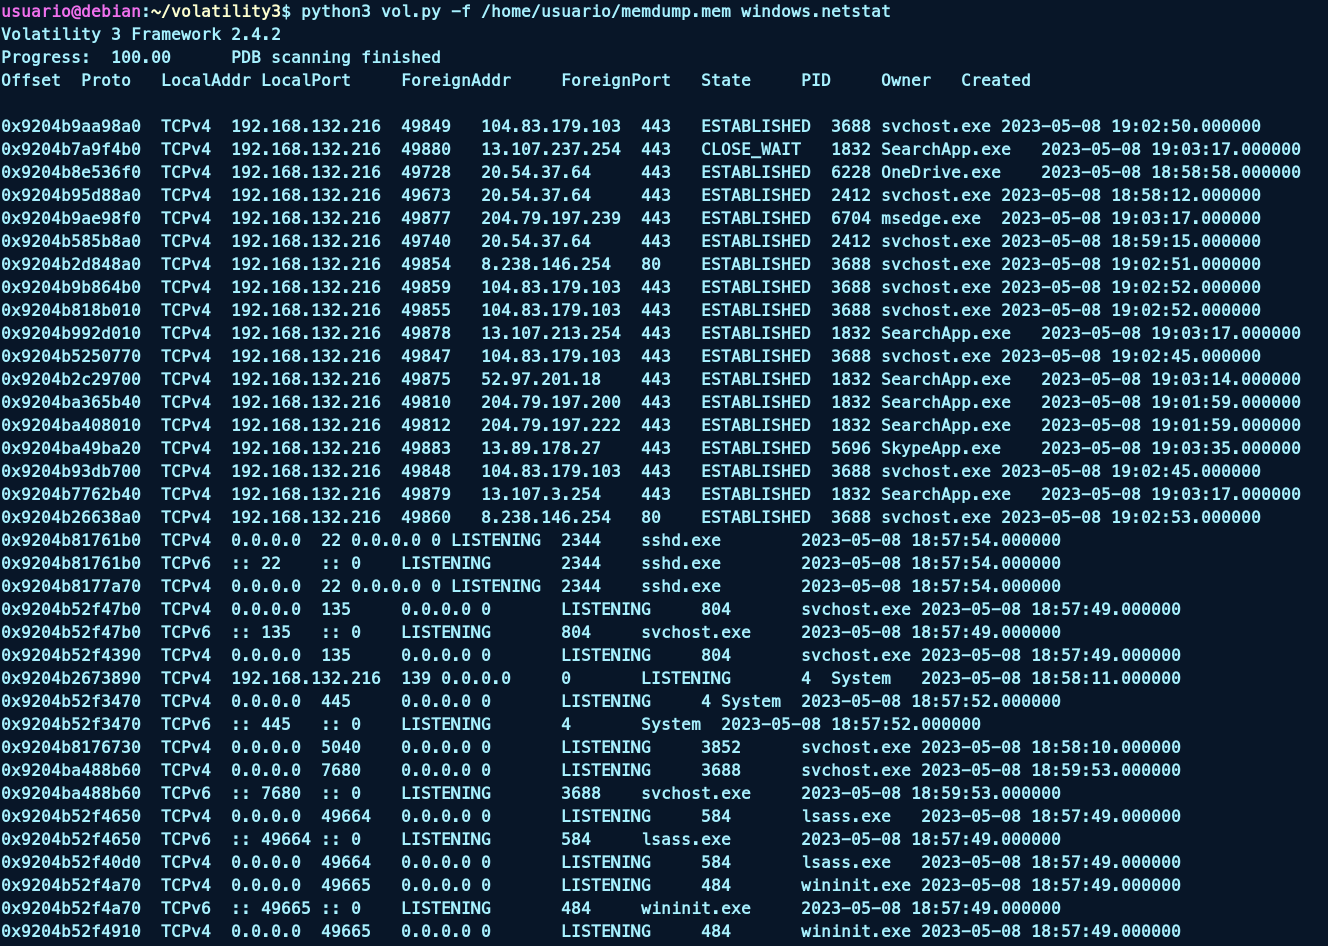 usuario@debian:~/volatility3$ python3 vol.py -f /home/usuario/memdump.mem windows.netstat
Volatility 3 Framework 2.4.2
Progress:  100.00      PDB scanning finished
Offset  Proto   LocalAddr LocalPort     ForeignAddr     ForeignPort   State     PID     Owner   Created
0x9204b9aa98a0  TCPv4  192.168.132.216  49849   104.83.179.103  443   ESTABLISHED  3688 svchost.exe 2023-05-08 19:02:50.000000
0x9204b7a9f4b0  TCPv4  192.168.132.216  49880   13.107.237.254  443   CLOSE_WAIT   1832 SearchApp.exe   2023-05-08 19:03:17.000000
0x9204b8e536f0  TCPv4  192.168.132.216  49728   20.54.37.64     443   ESTABLISHED  6228 OneDrive.exe    2023-05-08 18:58:58.000000
0x9204b95d88a0  TCPv4  192.168.132.216  49673   20.54.37.64     443   ESTABLISHED  2412 svchost.exe 2023-05-08 18:58:12.000000
0x9204b9ae98f0  TCPv4  192.168.132.216  49877   204.79.197.239  443   ESTABLISHED  6704 msedge.exe  2023-05-08 19:03:17.000000
0x9204b585b8a0  TCPv4  192.168.132.216  49740   20.54.37.64     443   ESTABLISHED  2412 svchost.exe 2023-05-08 18:59:15.000000
0x9204b2d848a0  TCPv4  192.168.132.216  49854   8.238.146.254   80    ESTABLISHED  3688 svchost.exe 2023-05-08 19:02:51.000000
0x9204b9b864b0  TCPv4  192.168.132.216  49859   104.83.179.103  443   ESTABLISHED  3688 svchost.exe 2023-05-08 19:02:52.000000
0x9204b818b010  TCPv4  192.168.132.216  49855   104.83.179.103  443   ESTABLISHED  3688 svchost.exe 2023-05-08 19:02:52.000000
0x9204b992d010  TCPv4  192.168.132.216  49878   13.107.213.254  443   ESTABLISHED  1832 SearchApp.exe   2023-05-08 19:03:17.000000
0x9204b5250770  TCPv4  192.168.132.216  49847   104.83.179.103  443   ESTABLISHED  3688 svchost.exe 2023-05-08 19:02:45.000000
0x9204b2c29700  TCPv4  192.168.132.216  49875   52.97.201.18    443   ESTABLISHED  1832 SearchApp.exe   2023-05-08 19:03:14.000000
0x9204ba365b40  TCPv4  192.168.132.216  49810   204.79.197.200  443   ESTABLISHED  1832 SearchApp.exe   2023-05-08 19:01:59.000000
0x9204ba408010  TCPv4  192.168.132.216  49812   204.79.197.222  443   ESTABLISHED  1832 SearchApp.exe   2023-05-08 19:01:59.000000
0x9204ba49ba20  TCPv4  192.168.132.216  49883   13.89.178.27    443   ESTABLISHED  5696 SkypeApp.exe    2023-05-08 19:03:35.000000
0x9204b93db700  TCPv4  192.168.132.216  49848   104.83.179.103  443   ESTABLISHED  3688 svchost.exe 2023-05-08 19:02:45.000000
0x9204b7762b40  TCPv4  192.168.132.216  49879   13.107.3.254    443   ESTABLISHED  1832 SearchApp.exe   2023-05-08 19:03:17.000000
0x9204b26638a0  TCPv4  192.168.132.216  49860   8.238.146.254   80    ESTABLISHED  3688 svchost.exe 2023-05-08 19:02:53.000000
0x9204b81761b0  TCPv4  0.0.0.0  22 0.0.0.0 0 LISTENING  2344    sshd.exe        2023-05-08 18:57:54.000000
0x9204b81761b0  TCPv6  :: 22    :: 0    LISTENING       2344    sshd.exe        2023-05-08 18:57:54.000000
0x9204b8177a70  TCPv4  0.0.0.0  22 0.0.0.0 0 LISTENING  2344    sshd.exe        2023-05-08 18:57:54.000000
0x9204b52f47b0  TCPv4  0.0.0.0  135     0.0.0.0 0       LISTENING     804       svchost.exe 2023-05-08 18:57:49.000000
0x9204b52f47b0  TCPv6  :: 135   :: 0    LISTENING       804     svchost.exe     2023-05-08 18:57:49.000000
0x9204b52f4390  TCPv4  0.0.0.0  135     0.0.0.0 0       LISTENING     804       svchost.exe 2023-05-08 18:57:49.000000
0x9204b2673890  TCPv4  192.168.132.216  139 0.0.0.0     0       LISTENING       4  System   2023-05-08 18:58:11.000000
0x9204b52f3470  TCPv4  0.0.0.0  445     0.0.0.0 0       LISTENING     4 System  2023-05-08 18:57:52.000000
0x9204b52f3470  TCPv6  :: 445   :: 0    LISTENING       4       System  2023-05-08 18:57:52.000000
0x9204b8176730  TCPv4  0.0.0.0  5040    0.0.0.0 0       LISTENING     3852      svchost.exe 2023-05-08 18:58:10.000000
0x9204ba488b60  TCPv4  0.0.0.0  7680    0.0.0.0 0       LISTENING     3688      svchost.exe 2023-05-08 18:59:53.000000
0x9204ba488b60  TCPv6  :: 7680  :: 0    LISTENING       3688    svchost.exe     2023-05-08 18:59:53.000000
0x9204b52f4650  TCPv4  0.0.0.0  49664   0.0.0.0 0       LISTENING     584       lsass.exe   2023-05-08 18:57:49.000000
0x9204b52f4650  TCPv6  :: 49664 :: 0    LISTENING       584     lsass.exe       2023-05-08 18:57:49.000000
0x9204b52f40d0  TCPv4  0.0.0.0  49664   0.0.0.0 0       LISTENING     584       lsass.exe   2023-05-08 18:57:49.000000
0x9204b52f4a70  TCPv4  0.0.0.0  49665   0.0.0.0 0       LISTENING     484       wininit.exe 2023-05-08 18:57:49.000000
0x9204b52f4a70  TCPv6  :: 49665 :: 0    LISTENING       484     wininit.exe     2023-05-08 18:57:49.000000
0x9204b52f4910  TCPv4  0.0.0.0  49665   0.0.0.0 0       LISTENING     484       wininit.exe 2023-05-08 18:57:49.000000